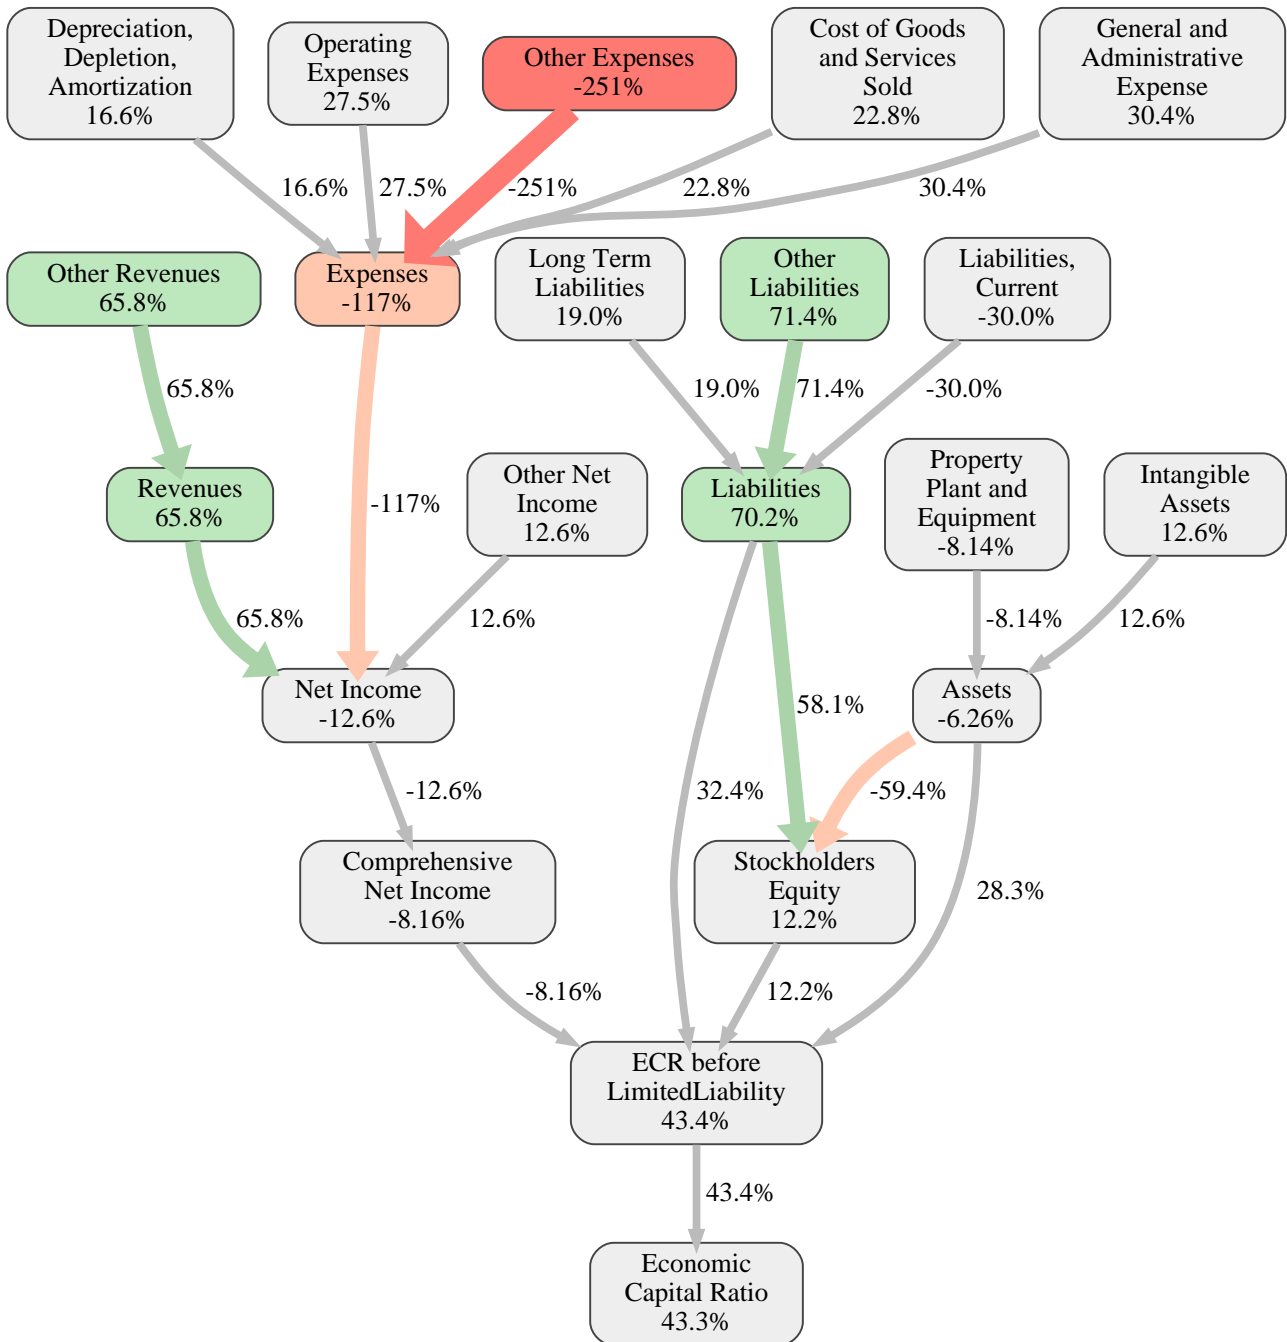 Depreciation,
Depletion,
Amortization
16.6%
Operating
Expenses
27.5%
Other Expenses
-251%
Cost of Goods
and Services
Sold
22.8%
General and
Administrative
Expense
30.4%
16.6%
27.5%
-251%
22.8%
30.4%
Other Revenues
65.8%
Expenses
-117%
Long Term
Liabilities
19.0%
Other
Liabilities
71.4%
Liabilities,
Current
-30.0%
65.8%
19.0%
71.4%
-30.0%
Revenues
65.8%
-117%
Other Net
Income
12.6%
Liabilities
70.2%
Property
Plant and
Equipment
-8.14%
Intangible
Assets
12.6%
65.8%
12.6%
-8.14%
12.6%
Net Income
-12.6%
58.1%
Assets
-6.26%
-12.6%
32.4%
-59.4%
Comprehensive
Net Income
-8.16%
Stockholders
Equity
12.2%
28.3%
-8.16%
12.2%
ECR before
LimitedLiability
43.4%
43.4%
Economic
Capital Ratio
43.3%